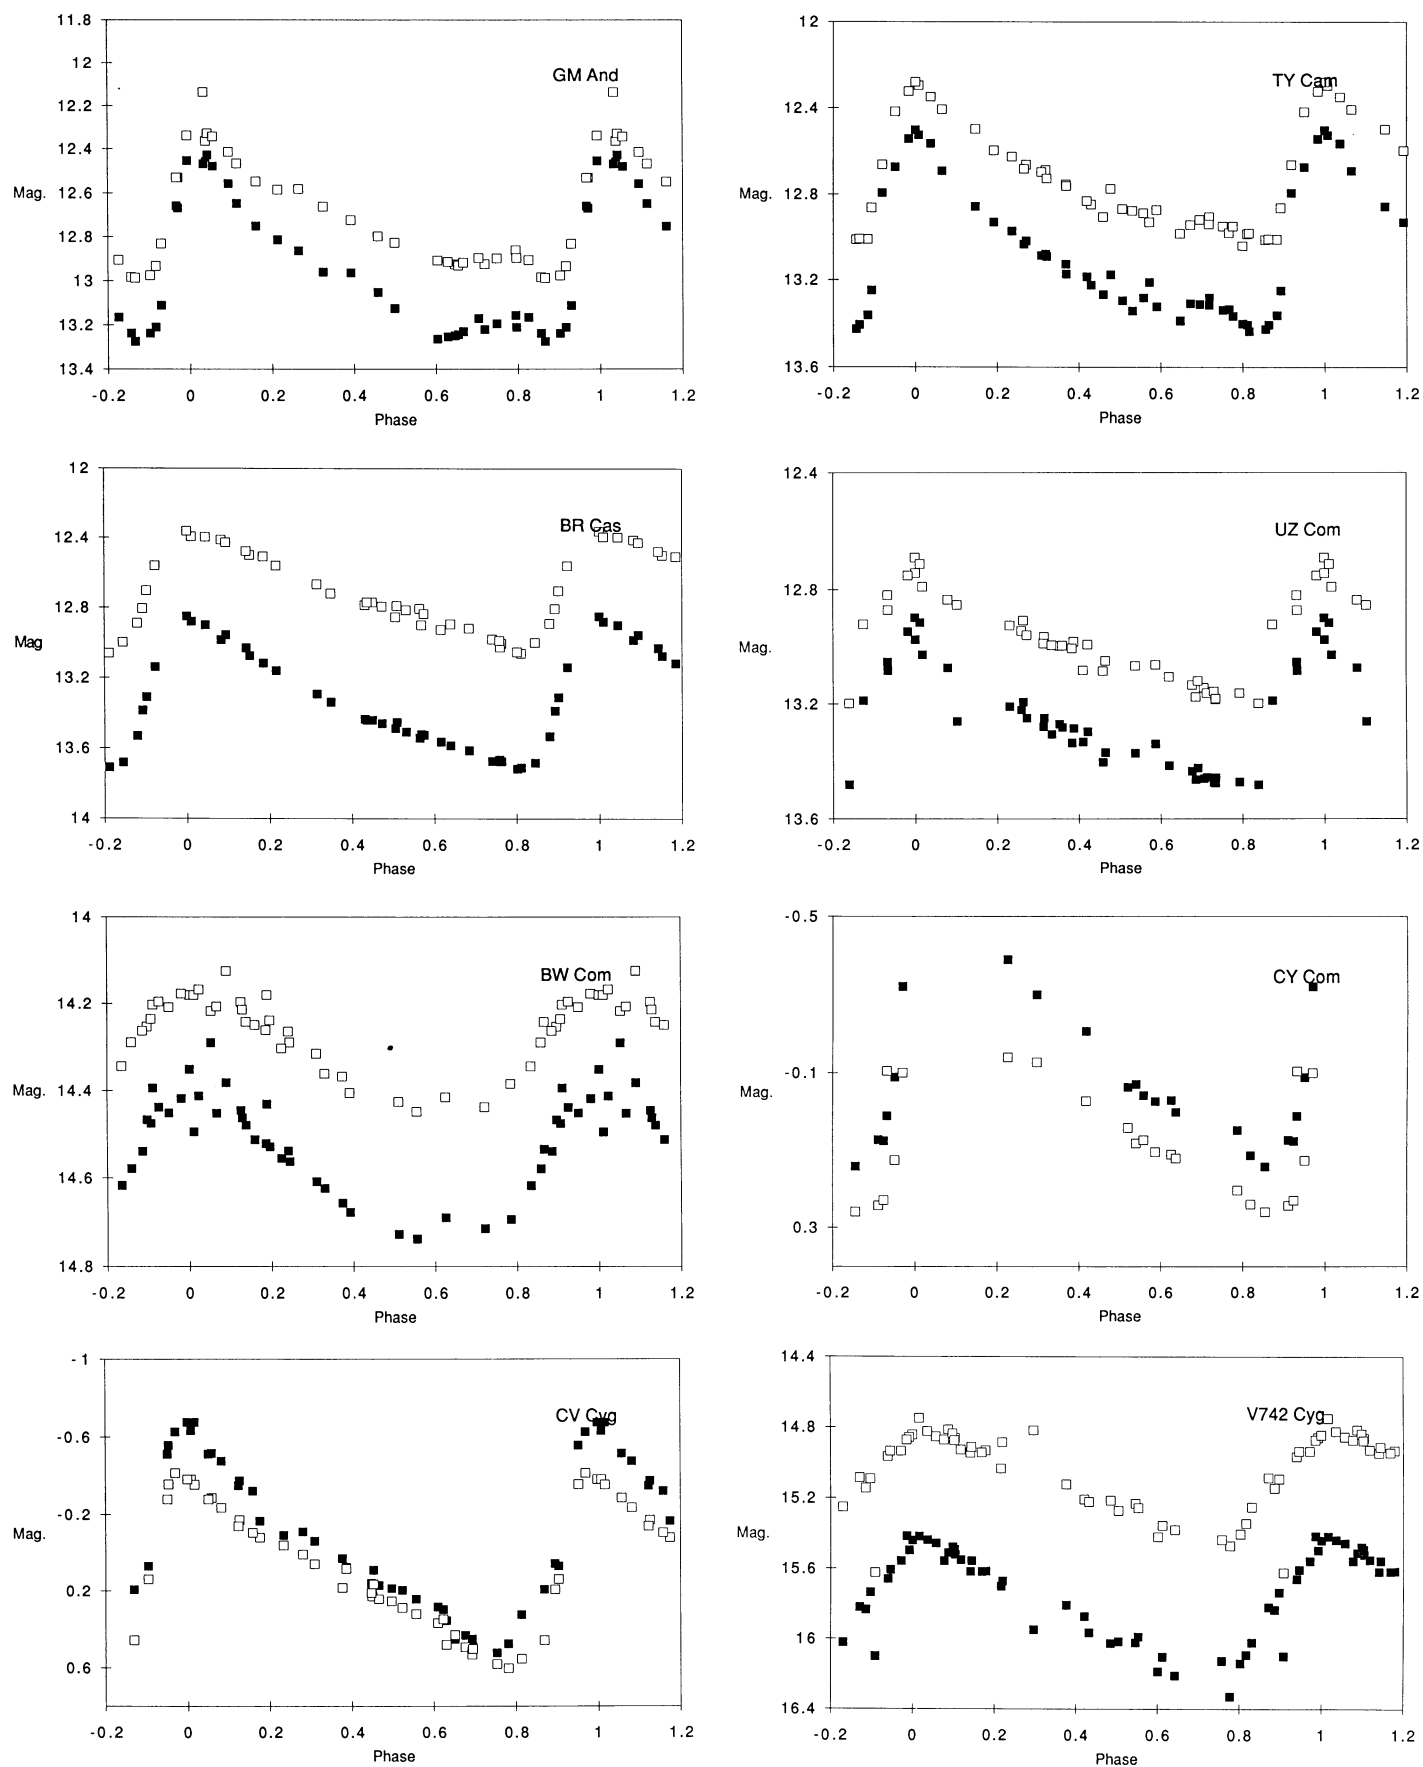 GM And
Mag.
11.8
12
12.2
12.4
12.6
12.8
13
13.2
13.4
-0.2 0 0.2 0.4 0.6 0.8 1 1.2
Phase
TY Cam
Mag.
12
12.4
12.8
13.2
13.6
-0.2 0 0.2 0.4 0.6 0.8 1 1.2
Phase
BR Cas
Mag
12
12.4
12.8
13.2
13.6
14
-0.2 0 0.2 0.4 0.6 0.8 1 1.2
Phase
UZ Com
Mag.
12.4
12.8
13.2
13.6
-0.2 0 0.2 0.4 0.6 0.8 1 1.2
Phase
BW Com
Mag.
14
14.2
14.4
14.6
14.8
-0.2 0 0.2 0.4 0.6 0.8 1 1.2
Phase
CY Com
Mag.
-0.5
-0.1
0.3
-0.2 0 0.2 0.4 0.6 0.8 1 1.2
Phase
CV Cyg
Mag.
-1
-0.6
-0.2
0.2
0.6
-0.2 0 0.2 0.4 0.6 0.8 1 1.2
Phase
V742 Cyg
Mag.
14.4
14.8
15.2
15.6
16
16.4
-0.2 0 0.2 0.4 0.6 0.8 1 1.2
Phase